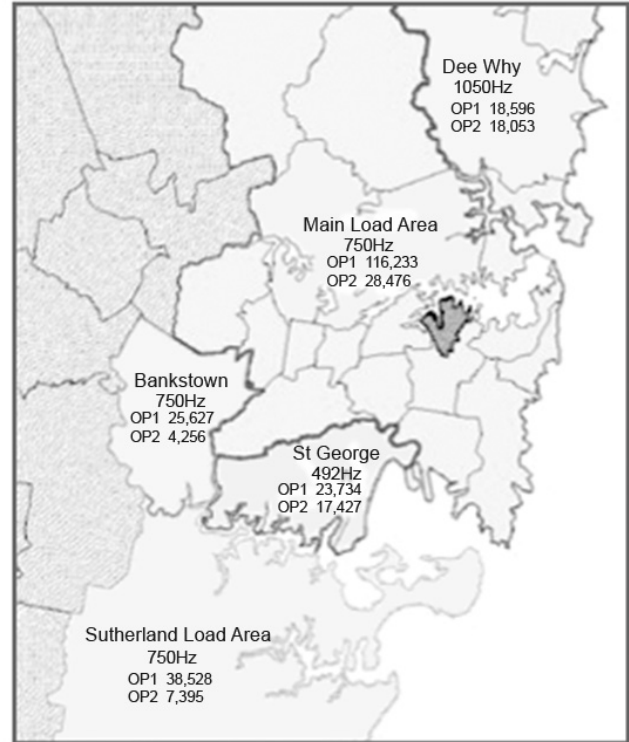 Dee Why
1050Hz
OP1 18,596
OP2 18,053
Main Load Area
750Hz
OP1 116,233
OP2 28,476
Bankstown
750Hz
OP1 25,627
OP2 4,256
St George
492Hz
OP1 23,734
OP2 17,427
Sutherland Load Area
750Hz
OP1 38,528
OP2 7,395